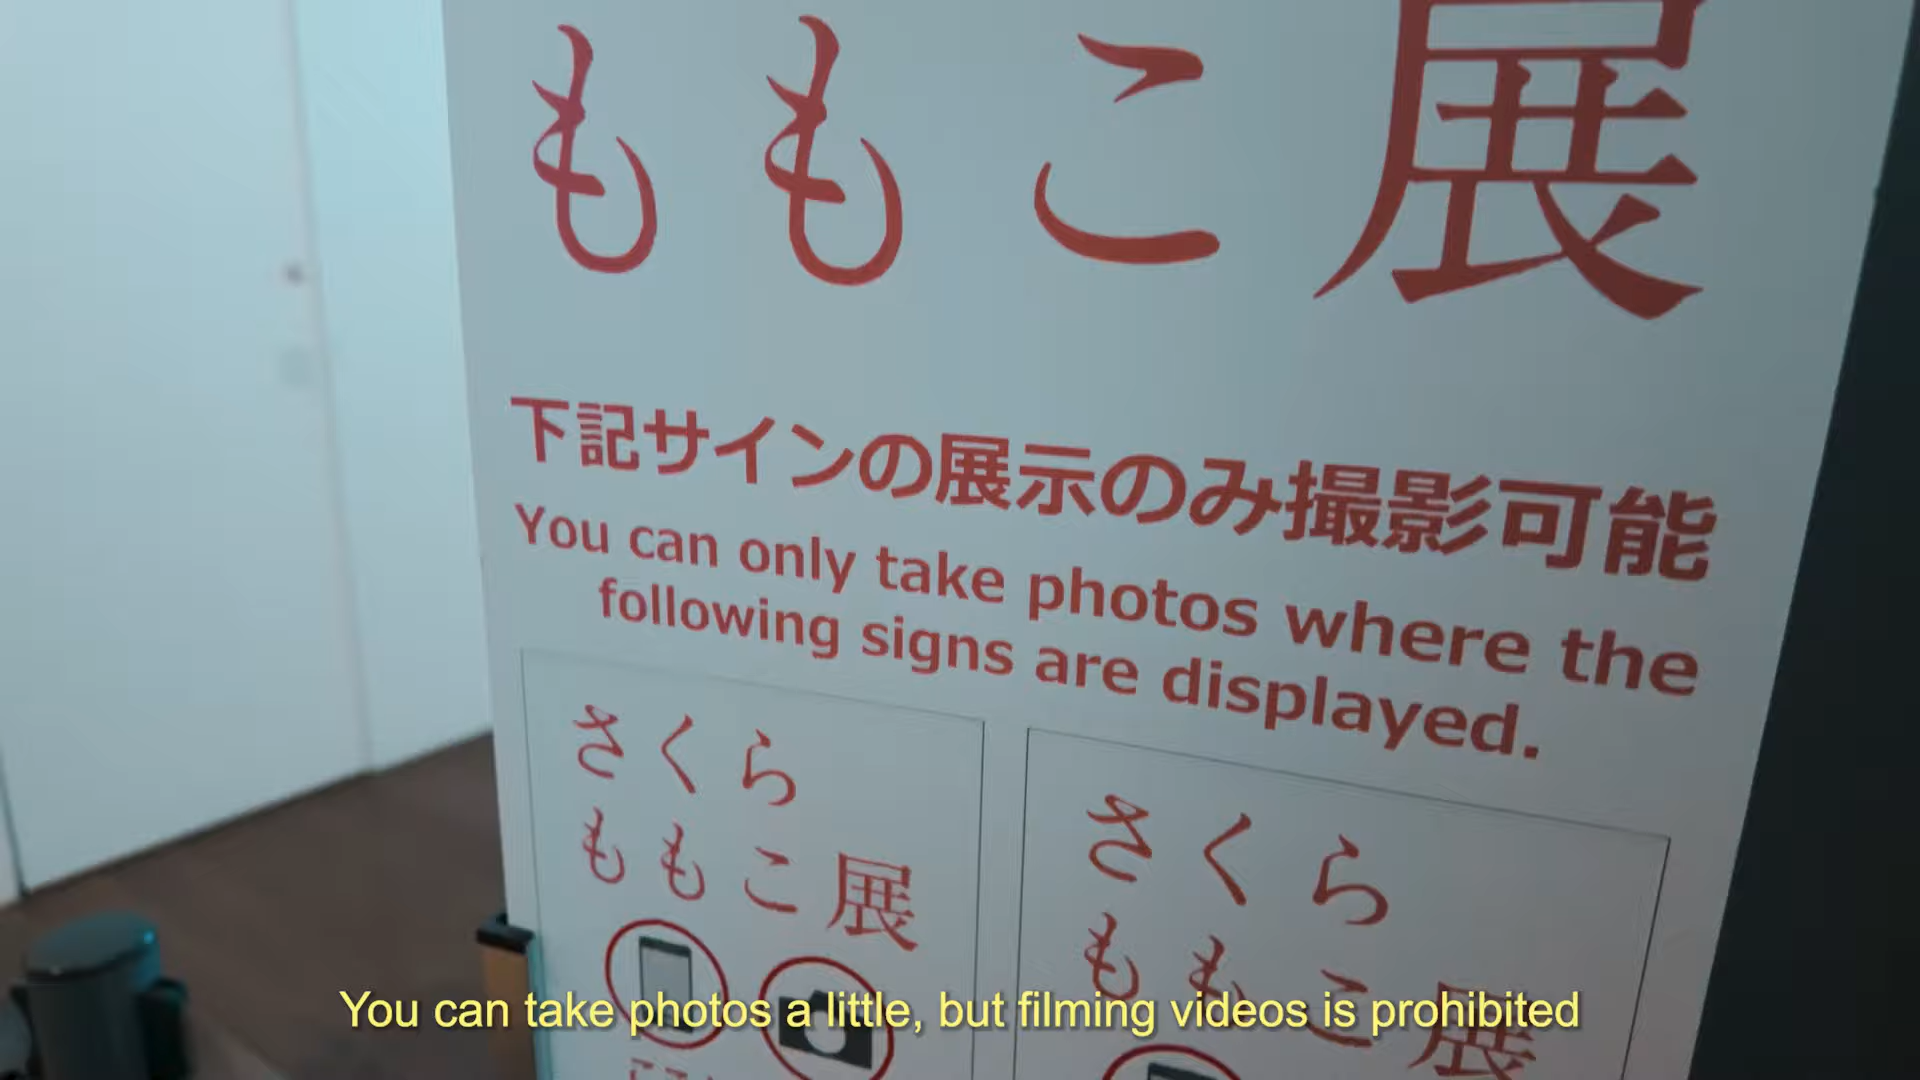 ももこ展
下記サインの展示のみ撮影可能
You can only take photos where the
following signs are displayed.
さくら
ももこ展
さくら
ももこ展
You can take photos a little, but filming videos is prohibited